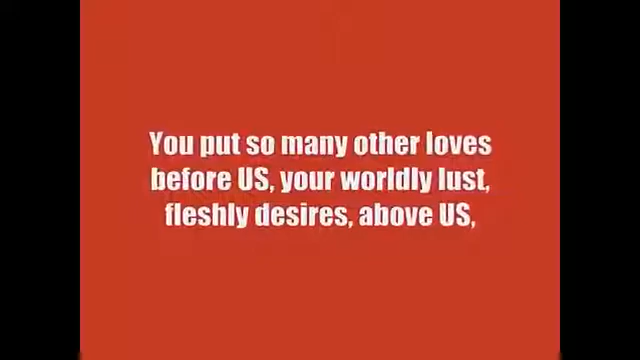 You put so many other loves
before US, your worldly lust,
fleshly desires, above US,